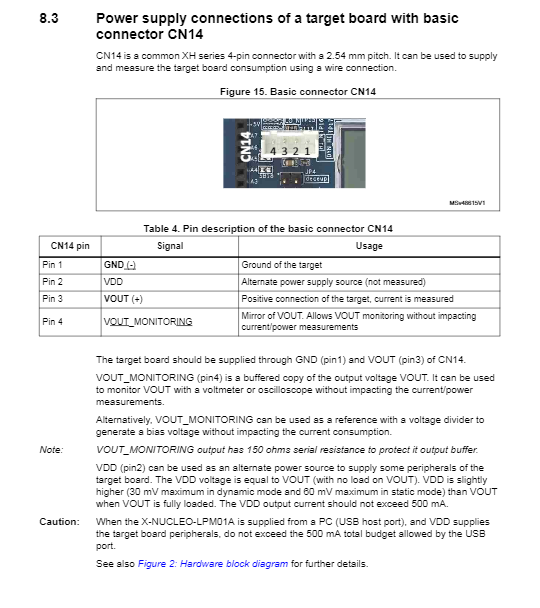 8.3 Power supply connections of a target board with basic
connector CN14
CN14 is a common XH series 4-pin connector with a 2.54 mm pitch. It can be used to supply
and measure the target board consumption using a wire connection.
Figure 15. Basic connector CN14
CN14
4 3 2 1
JP4
MSv48615V1
Table 4. Pin description of the basic connector CN14
CN14 pin Signal Usage
Pin 1 GND (-) Ground of the target
Pin 2 VDD Alternate power supply source (not measured)
Pin 3 VOUT (+) Positive connection of the target, current is measured
Pin 4 VOUT_MONITORING Mirror of VOUT. Allows VOUT monitoring without impacting
current/power measurements
The target board should be supplied through GND (pin1) and VOUT (pin3) of CN14.
VOUT_MONITORING (pin4) is a buffered copy of the output voltage VOUT. It can be used
to monitor VOUT with a voltmeter or oscilloscope without impacting the current/power
measurements.
Alternatively, VOUT_MONITORING can be used as a reference with a voltage divider to
generate a bias voltage without impacting the current consumption.
Note: VOUT_MONITORING output has 150 ohms serial resistance to protect it output buffer.
VDD (pin2) can be used as an alternate power source to supply some peripherals of the
target board. The VDD voltage is equal to VOUT (with no load on VOUT). VDD is slightly
higher (30 mV maximum in dynamic mode and 60 mV maximum in static mode) than VOUT
when VOUT is fully loaded. The VDD output current should not exceed 500 mA.
Caution: When the X-NUCLEO-LPM01A is supplied from a PC (USB host port), and VDD supplies
the target board peripherals, do not exceed the 500 mA total budget allowed by the USB
port.
See also Figure 2: Hardware block diagram for further details.